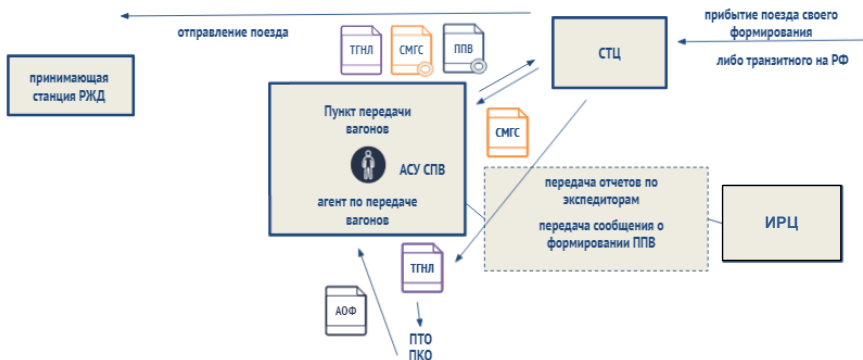 отправление поезда
ТГНЛ
СМГС
ППВ
СТЦ
прибытие поезда своего
формирования
либо транзитного на РФ
принимающая
станция РЖД
Пункт передачи
вагонов
АСУ СПВ
агент по передаче
вагонов
СМГС
передача отчетов по
экспедиторам
передача сообщения о
формировании ППВ
ИРЦ
ТГНЛ
АОФ
ПТО
ПКО